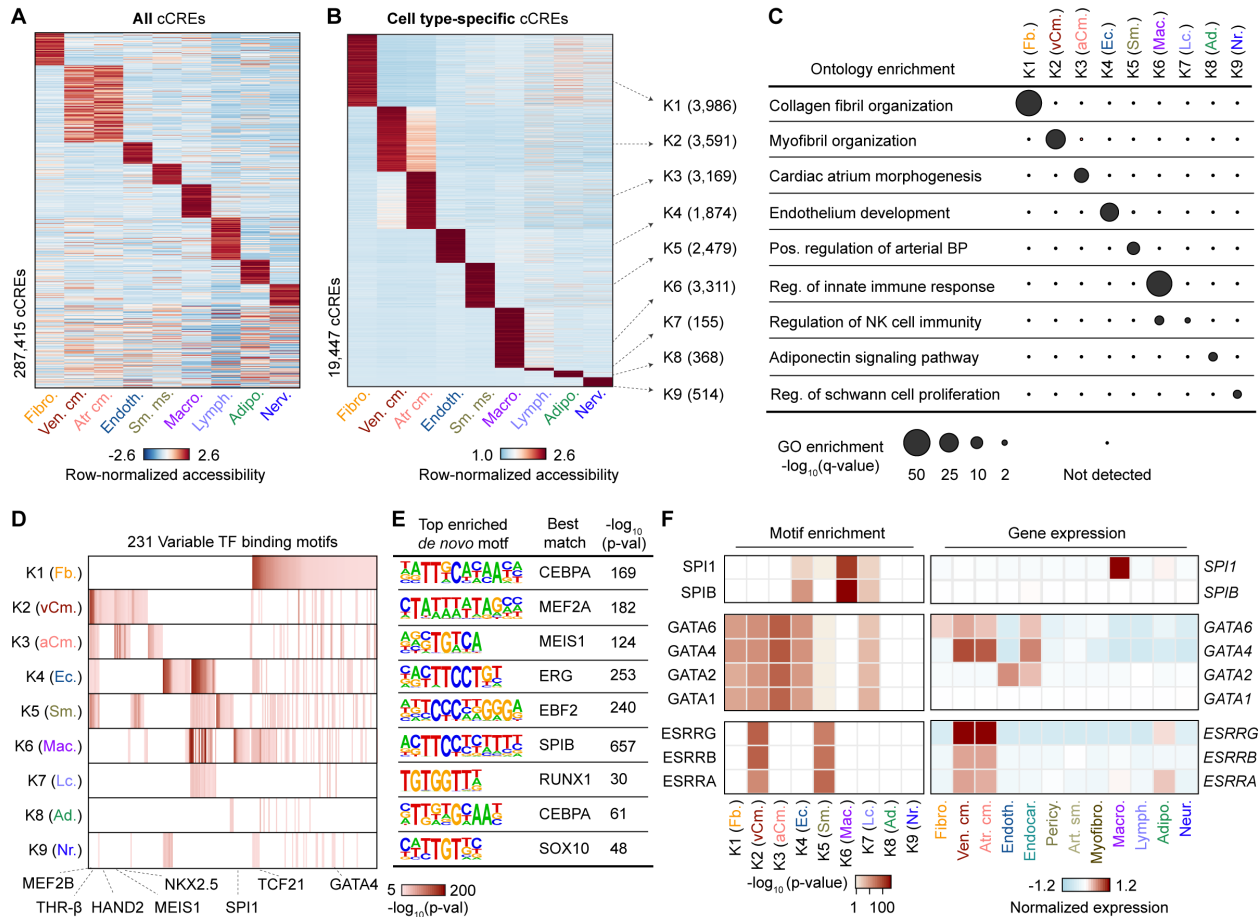 A
All cCREs
287,415 cCREs
Fibro.
Ven. cm.
Atr cm.
Endoth.
Sm. ms.
Macro.
Lymph.
Adipo.
Nerv.
-2.6
2.6
Row-normalized accessibility
B
Cell type-specific cCREs
19,447 cCREs
K1 (3,986)
K2 (3,591)
K3 (3,169)
K4 (1,874)
K5 (2,479)
K6 (3,311)
K7 (155)
K8 (368)
K9 (514)
Fibro.
Ven. cm.
Atr cm.
Endoth.
Sm. ms.
Macro.
Lymph.
Adipo.
Nerv.
1.0
2.6
Row-normalized accessibility
C
Ontology enrichment
K1 (Fb.)
K2 (vCm.)
K3 (aCm.)
K4 (Ec.)
K5 (Sm.)
K6 (Mac.)
K7 (Lc.)
K8 (Ad.)
K9 (Nr.)
Collagen fibril organization
Myofibril organization
Cardiac atrium morphogenesis
Endothelium development
Pos. regulation of arterial BP
Reg. of innate immune response
Regulation of NK cell immunity
Adiponectin signaling pathway
Reg. of schwann cell proliferation
GO enrichment
-log10(q-value)
50
25
10
2
Not detected
D
231 Variable TF binding motifs
K1 (Fb.)
K2 (vCm.)
K3 (aCm.)
K4 (Ec.)
K5 (Sm.)
K6 (Mac.)
K7 (Lc.)
K8 (Ad.)
K9 (Nr.)
MEF2B
NKX2.5
TCF21
GATA4
THR-β
HAND2
MEIS1
SPI1
5
200
-log10(p-val)
E
Top enriched
de novo motif
Best
match
-log10
(p-val)
CEBPA 169
MEF2A 182
MEIS1 124
ERG 253
EBF2 240
SPIB 657
RUNX1 30
CEBPA 61
SOX10 48
F
Motif enrichment
Gene expression
SPI1
SPIB
GATA6
GATA4
GATA2
GATA1
ESRRG
ESRRB
ESRRA
SPI1
SPIB
GATA6
GATA4
GATA2
GATA1
ESRRG
ESRRB
ESRRA
K1 (Fb.)
K2 (vCm.)
K3 (aCm.)
K4 (Ec.)
K5 (Sm.)
K6 (Mac.)
K7 (Lc.)
K8 (Ad.)
K9 (Nr.)
Fibro.
Ven. cm
Atr. cm
Endoth.
Endocar.
Pericy.
Art. sm
Myofibro.
Macro.
Lymph.
Adipo.
Neur.
-log10(p-value)
1 100
-1.2
1.2
Normalized expression